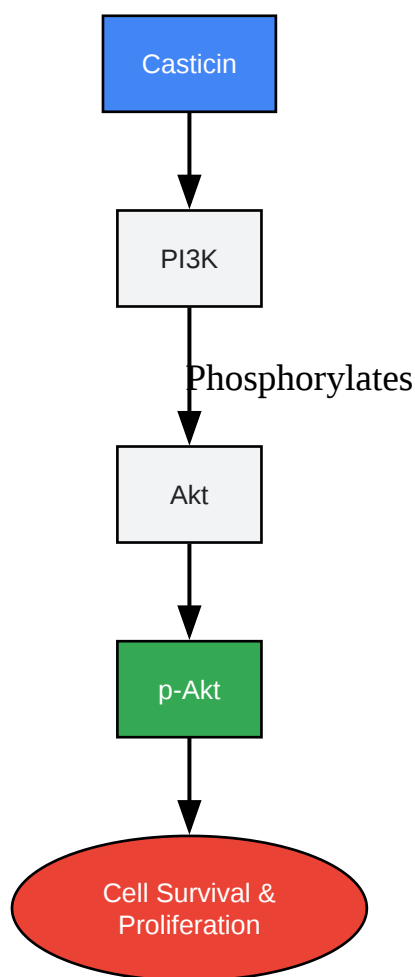 Casticin
PI3K
Phosphorylates
Akt
p-Akt
Cell Survival &
Proliferation